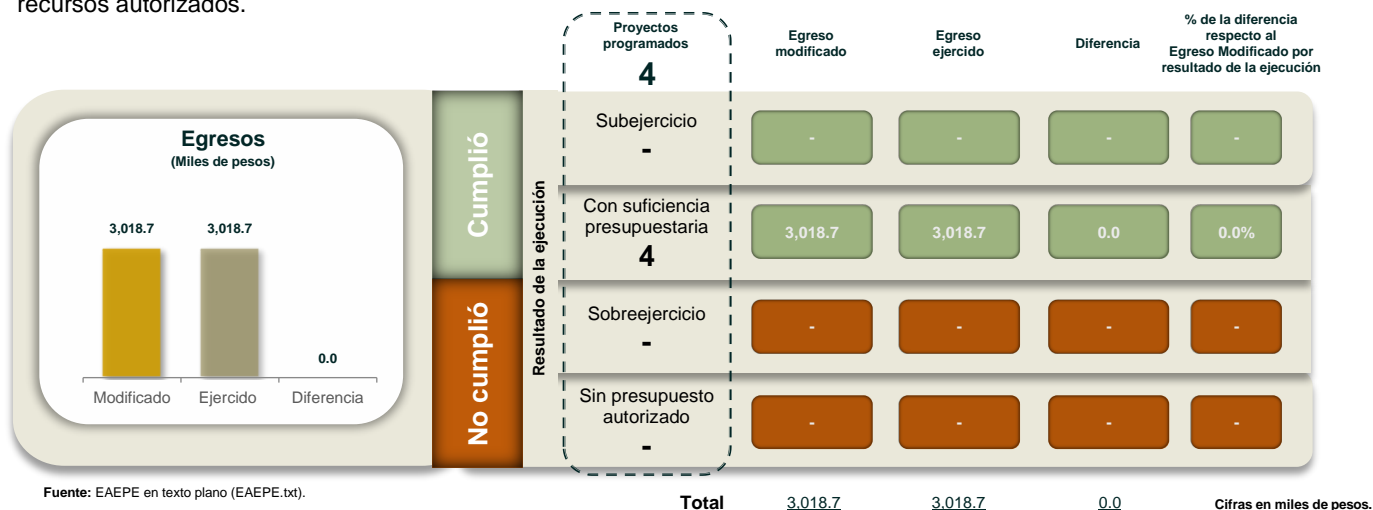 recursos autorizados.
Proyectos
programados
4
Egreso
modificado
Egreso
ejercido
Diferencia
% de la diferencia
respecto al
Egreso Modificado por
resultado de la ejecución
Egresos
(Miles de pesos)
3,018.7
3,018.7
0.0
Modificado
Ejercido
Diferencia
Cumplió
No cumplió
Resultado de la ejecución
Subejercicio
-
-
-
-
-
Con suficiencia
presupuestaria
4
3,018.7
3,018.7
0.0
0.0%
Sobreejercicio
-
-
-
-
-
Sin presupuesto
autorizado
-
-
-
-
-
Fuente: EAEPE en texto plano (EAEPE.txt).
Total 3,018.7 3,018.7 0.0
Cifras en miles de pesos.